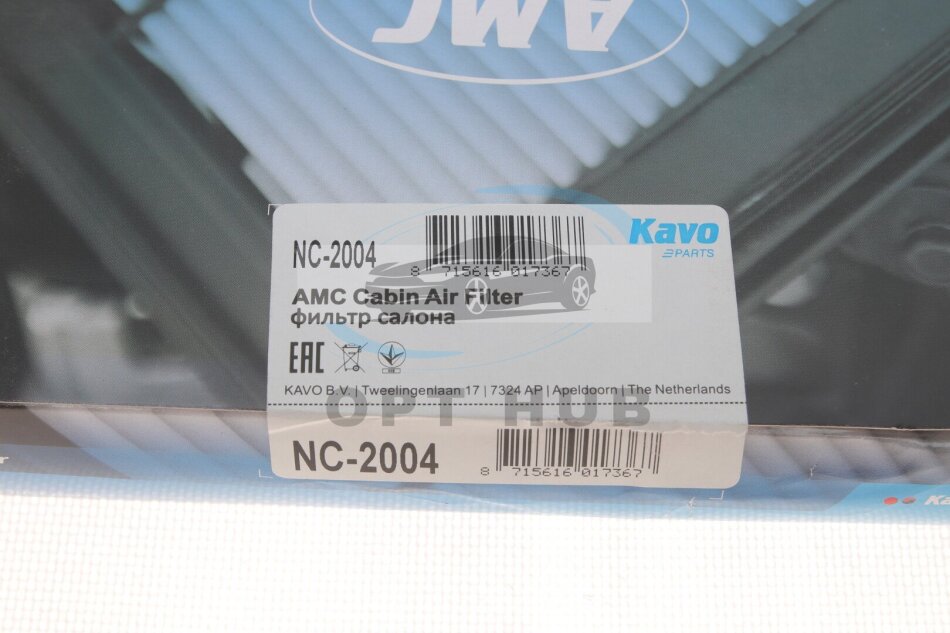 AMC
Kavo
PARTS
NC-2004
8 715616 017367
AMC Cabin Air Filter
фильтр салона
EAC
KAVO B.V. | Tweelingenlaan 17 | 7324 AP | Apeldoorn | The Netherlands
OPT HUB
NC-2004
8 715616 017367